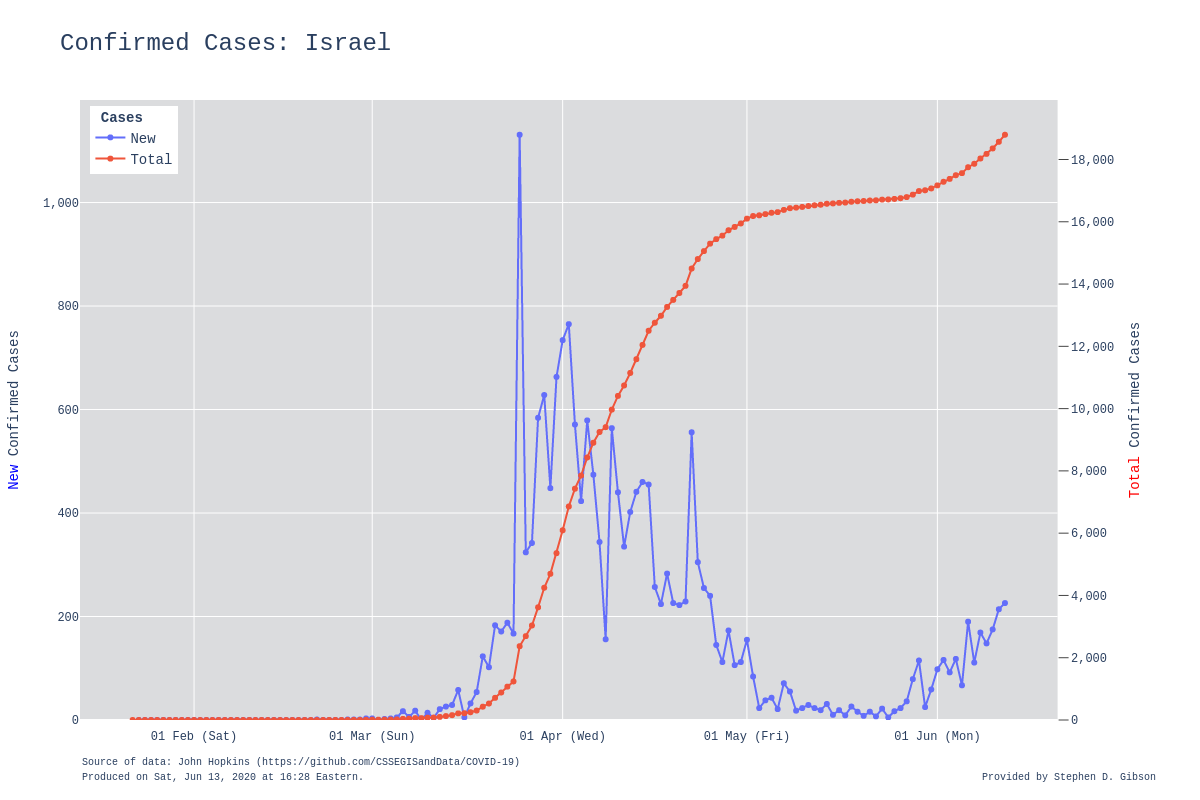 Confirmed Cases: Israel
Cases
New
Total
1,000
800
600
400
200
0
New Confirmed Cases
18,000
16,000
14,000
12,000
10,000
8,000
6,000
4,000
2,000
0
Total Confirmed Cases
01 Feb (Sat)
01 Mar (Sun)
01 Apr (Wed)
01 May (Fri)
01 Jun (Mon)
Source of data: John Hopkins (https://github.com/CSSEGISandData/COVID-19)
Produced on Sat, Jun 13, 2020 at 16:28 Eastern.
Provided by Stephen D. Gibson